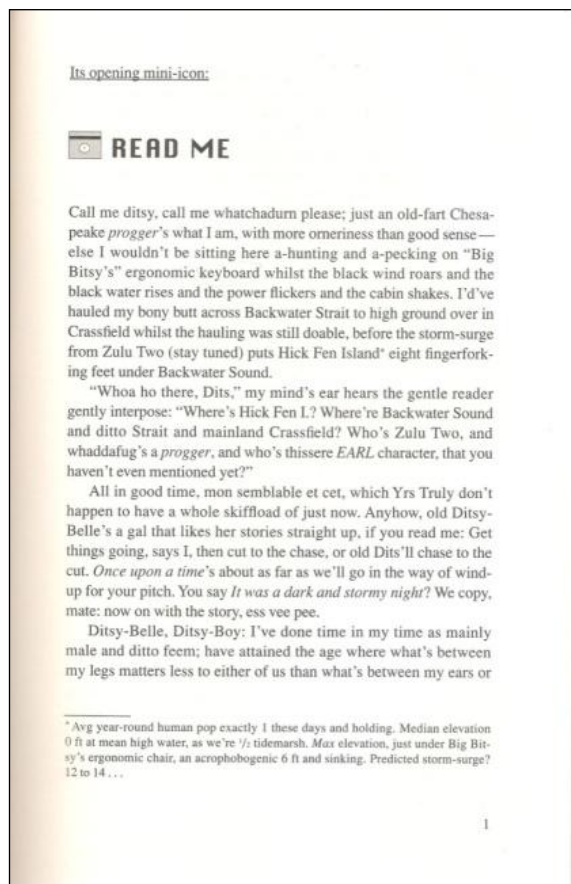 Its opening mini-icon:
READ ME
Call me ditsy, call me whatchadurn please; just an old-fart Chesa-
peake progger's what I am, with more orneriness than good sense—
else I wouldn't be sitting here a-hunting and a-pecking on “Big
Bitsy's” ergonomic keyboard whilst the black wind roars and the
black water rises and the power flickers and the cabin shakes. I'd've
hauled my bony butt across Backwater Strait to high ground over in
Crassfield whilst the hauling was still doable, before the storm-surge
from Zulu Two (stay tuned) puts Hick Fen Island* eight fingerfork-
ing feet under Backwater Sound.
“Whoa ho there, Dits,” my mind's ear hears the gentle reader
gently interpose: “Where's Hick Fen I.? Where're Backwater Sound
and ditto Strait and mainland Crassfield? Who's Zulu Two, and
whaddafug's a progger, and who's thissere EARL character, that you
haven't even mentioned yet?”
All in good time, mon semblable et cet, which Yrs Truly don't
happen to have a whole skiffload of just now. Anyhow, old Ditsy-
Belle's a gal that likes her stories straight up, if you read me: Get
things going, says I, then cut to the chase, or old Dits'll chase to the
cut. Once upon a time's about as far as we'll go in the way of wind-
up for your pitch. You say It was a dark and stormy night? We copy,
mate: now on with the story, ess vee pee.
Ditsy-Belle, Ditsy-Boy: I've done time in my time as mainly
male and ditto feem; have attained the age where what's between
my legs matters less to either of us than what's between my ears or
* Avg year-round human pop exactly 1 these days and holding. Median elevation
0 ft at mean high water, as we're 1/2 tidemarsh. Max elevation, just under Big Bit-
sy's ergonomic chair, an acrophobogenic 6 ft and sinking. Predicted storm-surge?
12 to 14 . . .
1